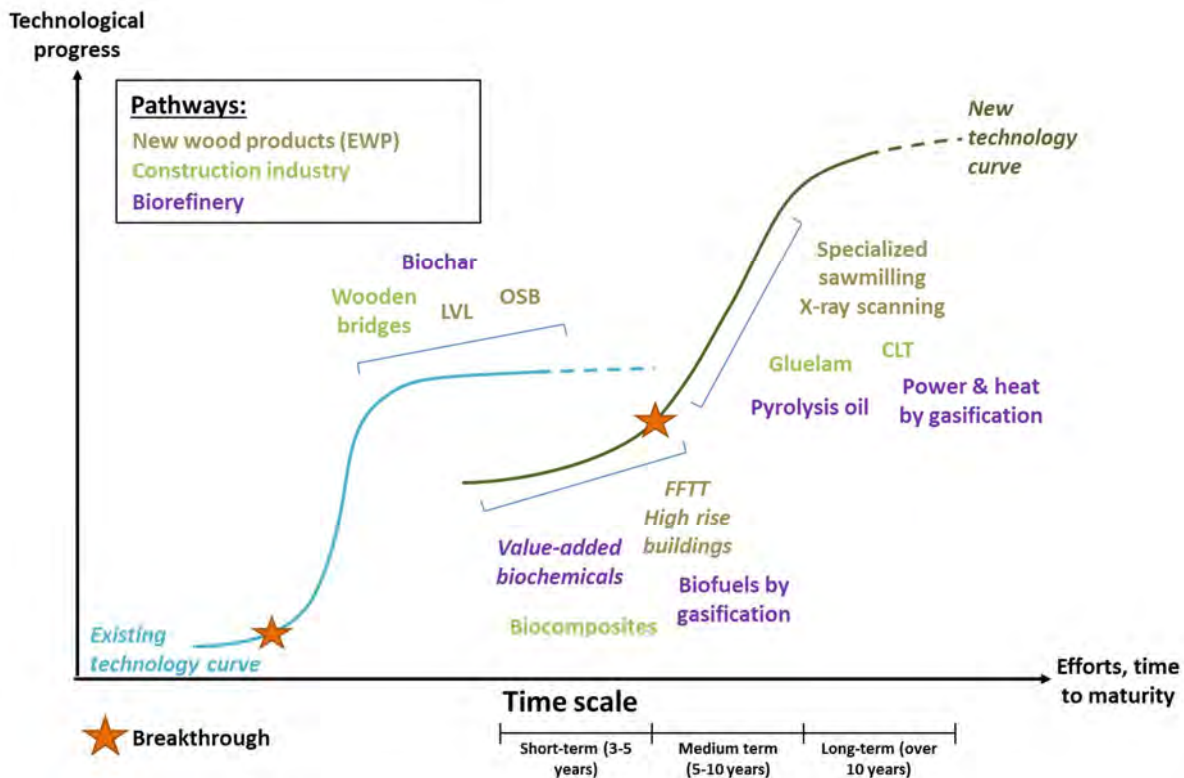 Technological
progress
Pathways:
New wood products (EWP)
Construction industry
Biorefinery
New
technology
curve
Biochar
Wooden
bridges
LVL
OSB
Specialized
sawmilling
X-ray scanning
Gluelam
CLT
Pyrolysis oil
Power & heat
by gasification
FFTT
High rise
buildings
Value-added
biochemicals
Biofuels by
gasification
Biocomposites
Existing
technology curve
Efforts, time
to maturity
Time scale
Breakthrough
Short-term (3-5
years)
Medium term
(5-10 years)
Long-term (over
10 years)